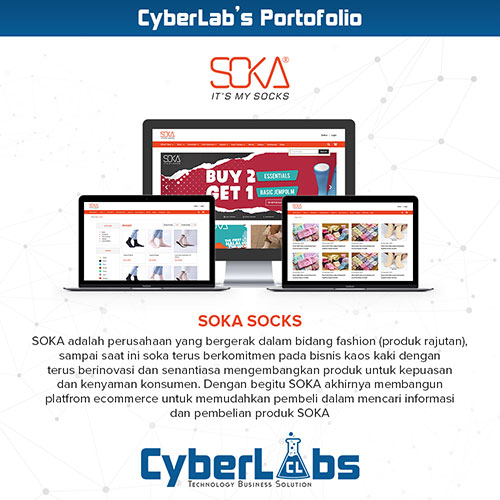 CyberLab's Portofolio
SOKA®
IT'S MY SOCKS
SOKA
BUY 2
GET 1
ESSENTIALS
BASIC JEMPOLM
SOKA SOCKS
SOKA adalah perusahaan yang bergerak dalam bidang fashion (produk rajutan),
sampai saat ini soka terus berkomitmen pada bisnis kaos kaki dengan
terus berinovasi dan senantiasa mengembangkan produk untuk kepuasan
dan kenyaman konsumen. Dengan begitu SOKA akhirnya membangun
platfrom ecommerce untuk memudahkan pembeli dalam mencari informasi
dan pembelian produk SOKA
CyberLabs
CL
TECHNOLOGY BUSINESS SOLUTION